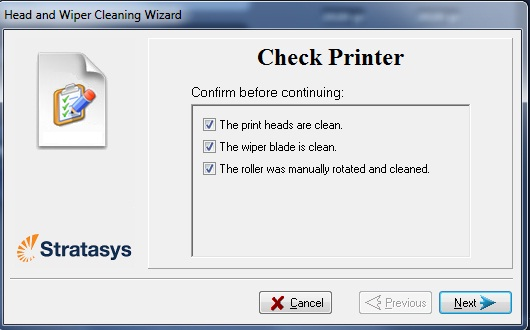 Head and Wiper Cleaning Wizard
Check Printer
Confirm before continuing:
The print heads are clean.
The wiper blade is clean.
The roller was manually rotated and cleaned.
Stratasys
Cancel
Previous
Next